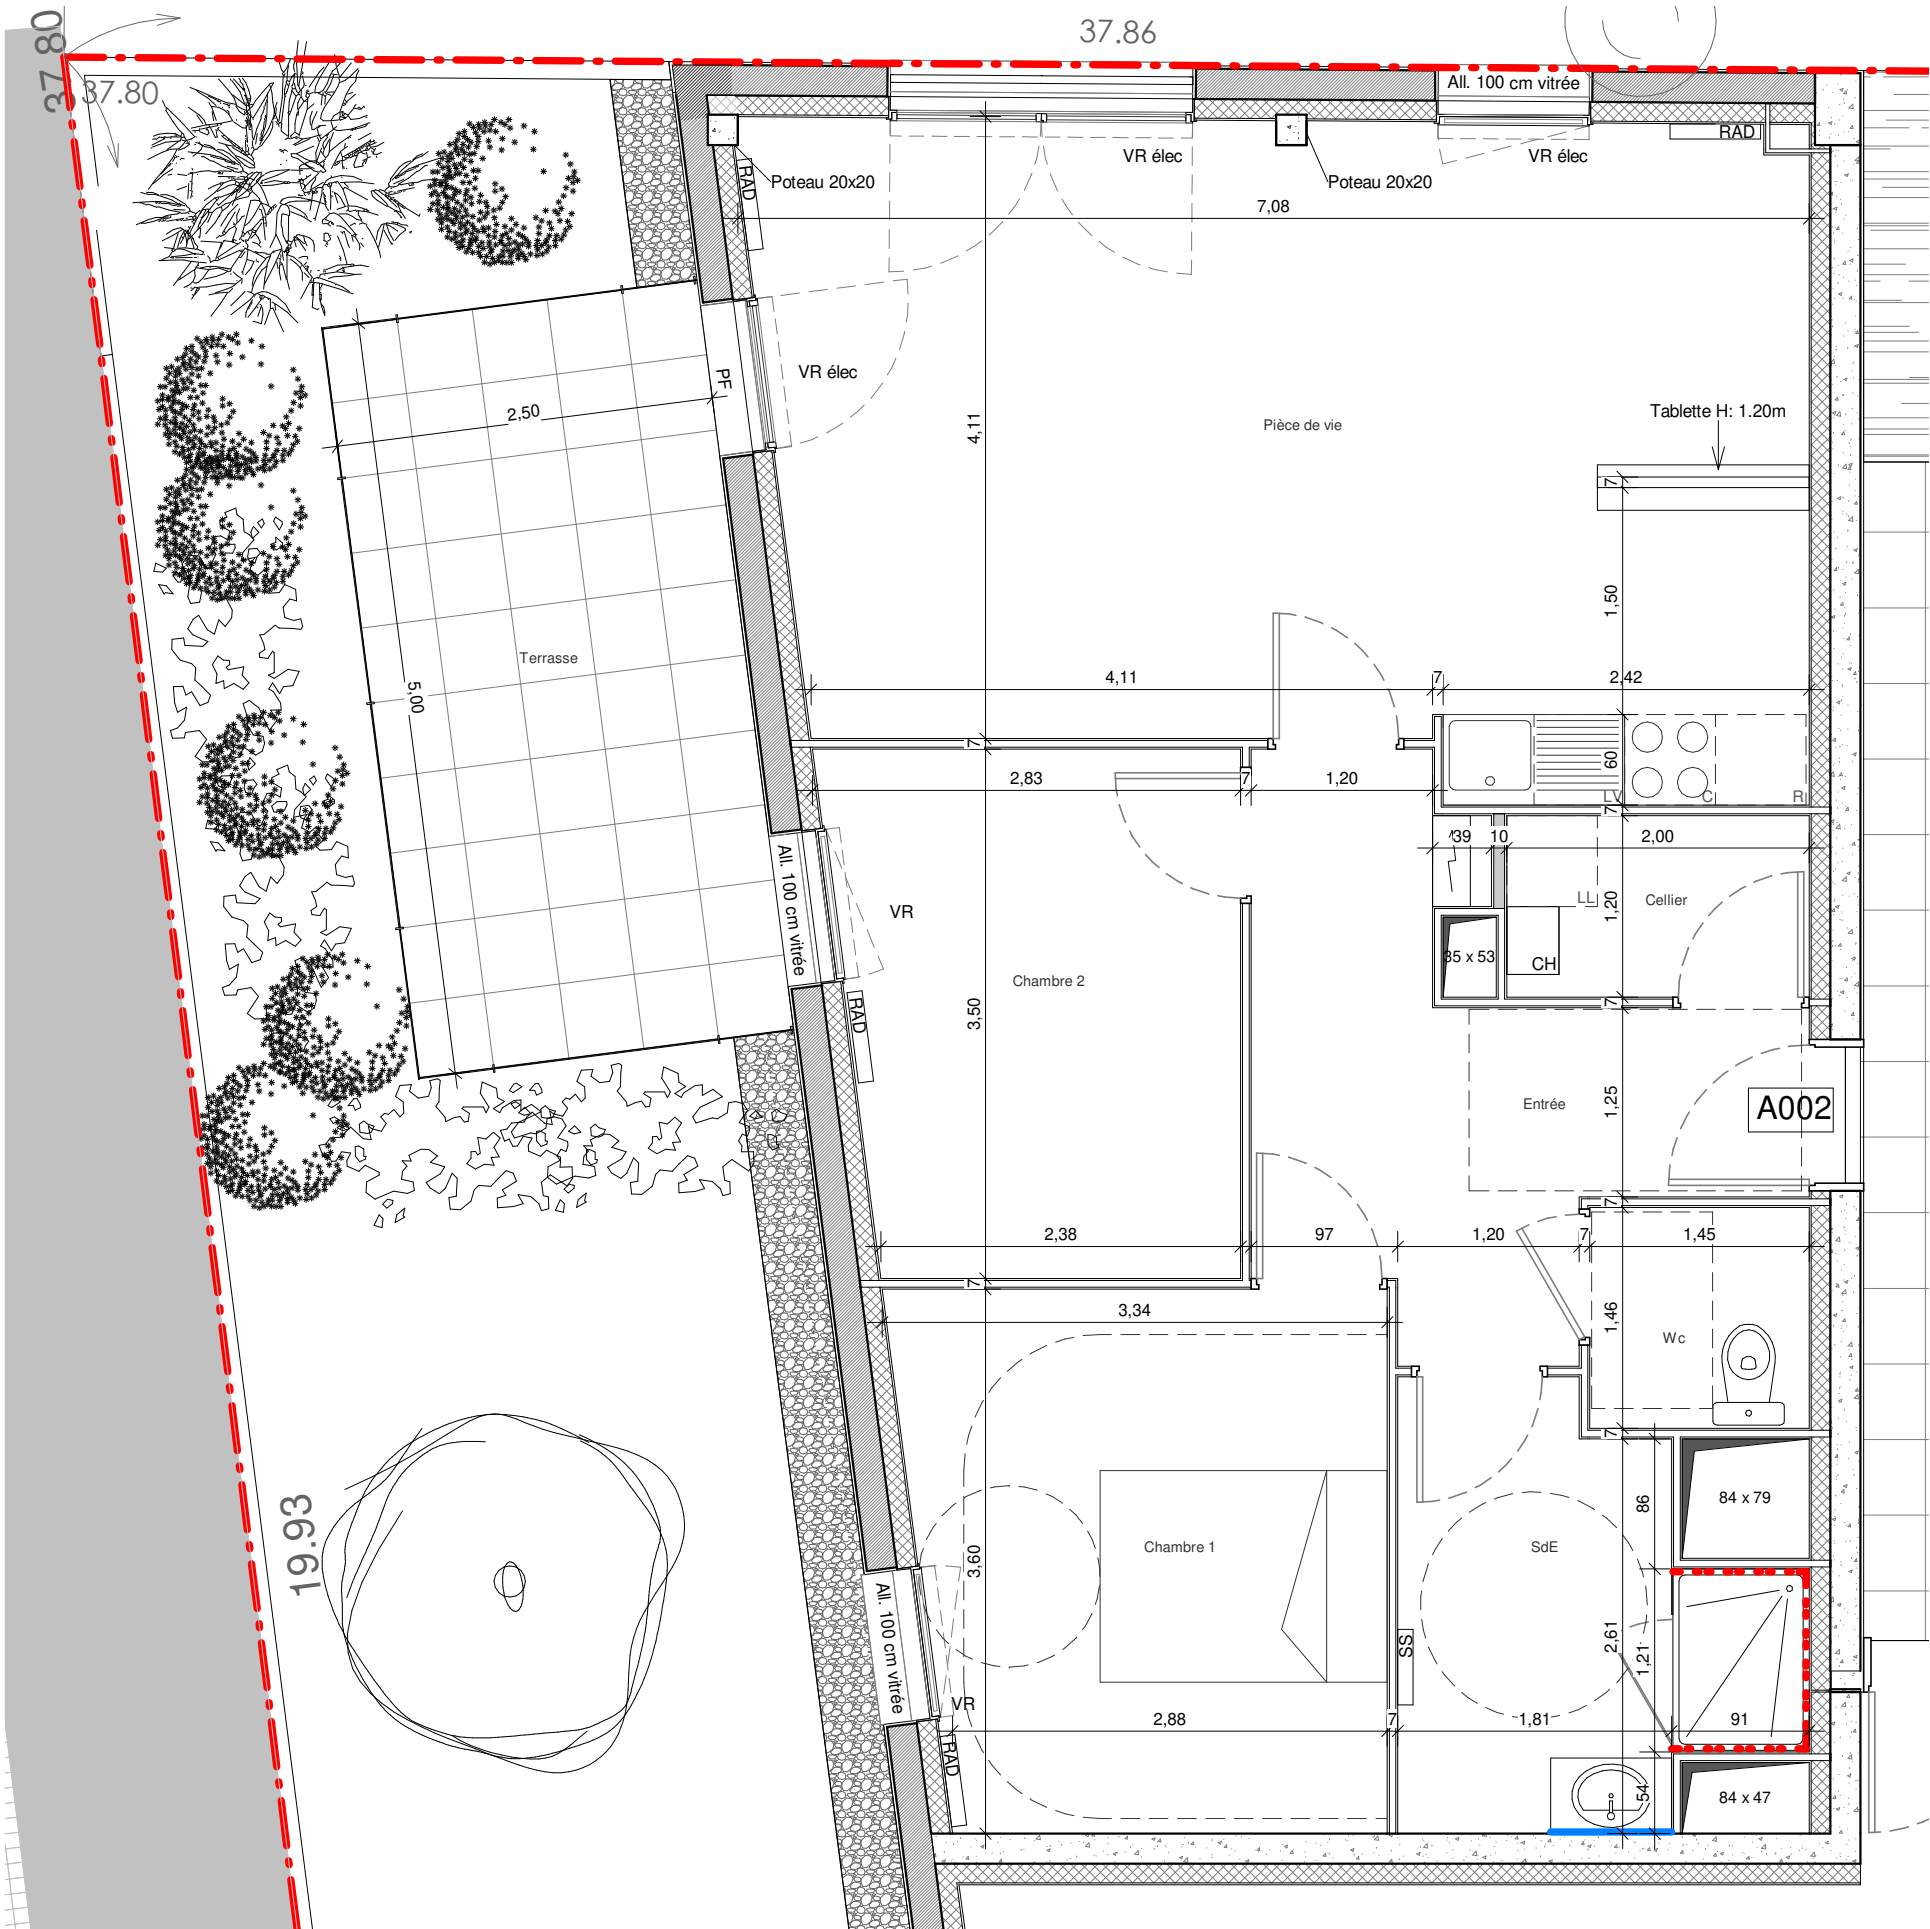 37.86
37.80
37.80
All. 100 cm vitrée
RAD
VR élec
VR élec
RAD
Poteau 20x20
Poteau 20x20
7,08
PF
VR élec
2,50
4,11
Pièce de vie
Tablette H: 1.20m
7
1,50
Terrasse
5,00
4,11
7
2,42
7
2,83
7
1,20
60
LV
C
R
7
39
10
2,00
All. 100 cm vitrée
VR
LL
1,20
Cellier
35 x 53
CH
Chambre 2
RAD
3,50
7
Entrée
1,25
A002
7
2,38
97
1,20
7
1,45
7
3,34
1,46
Wc
7
19.93
84 x 79
86
Chambre 1
SdE
3,60
All. 100 cm vitrée
SS
2,61
1,21
VR
2,88
7
1,81
91
RAD
54
84 x 47